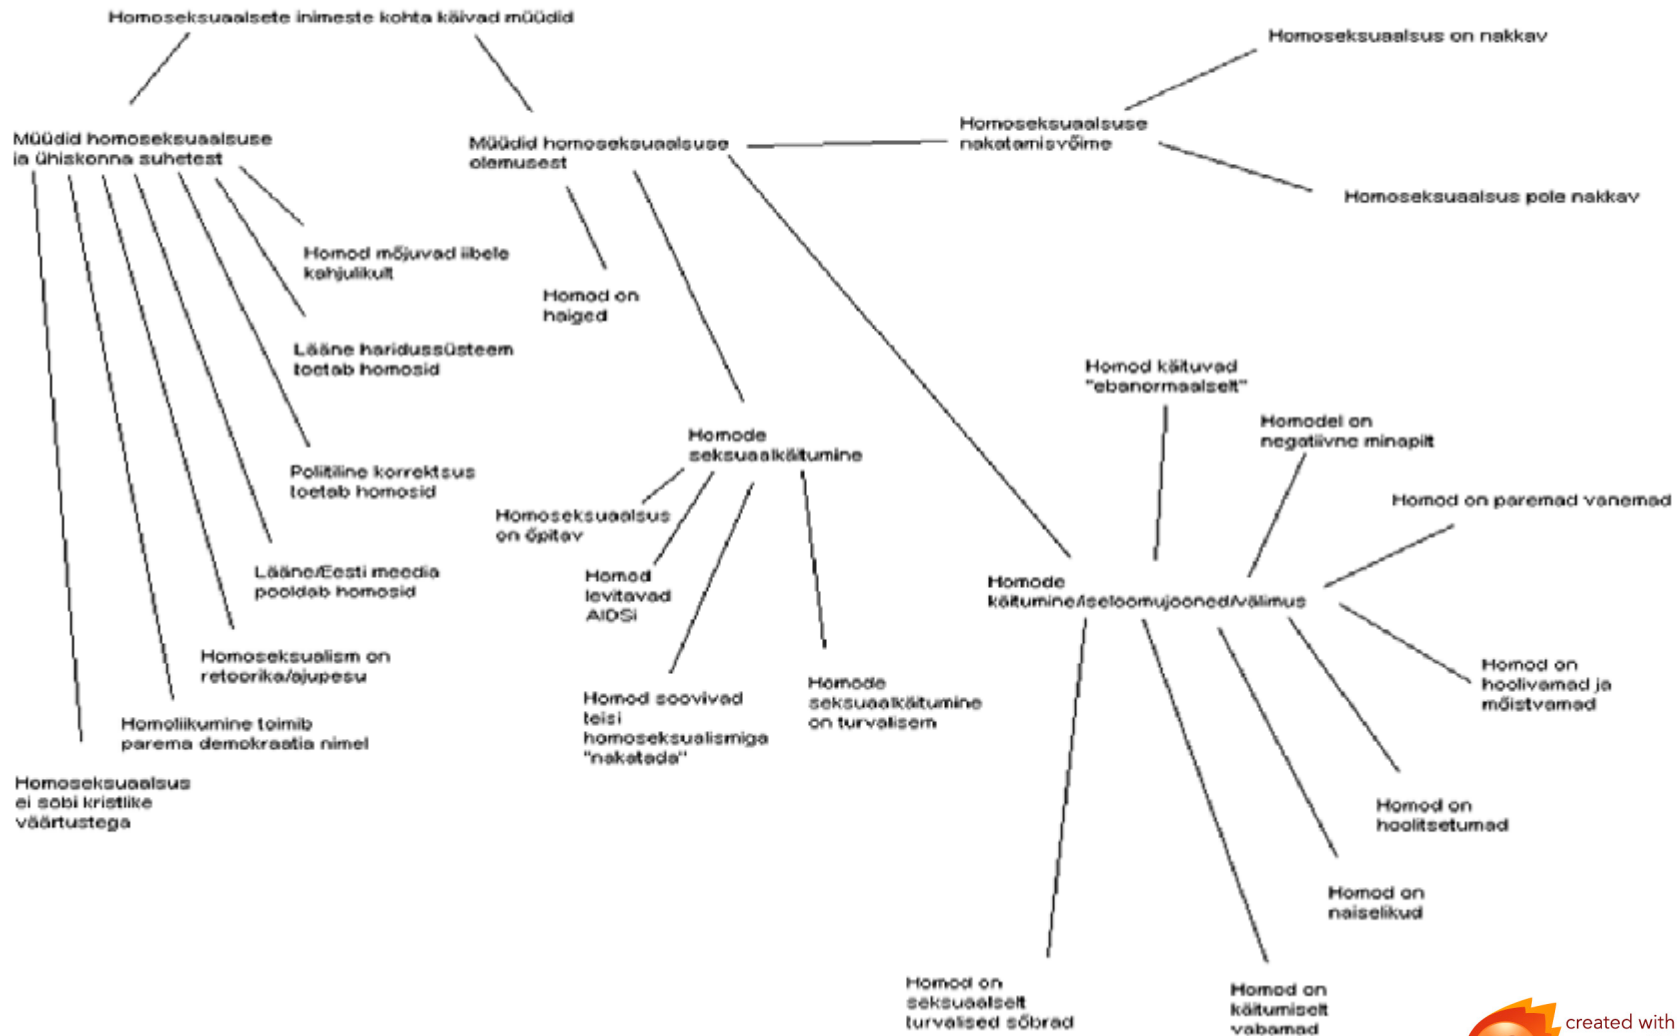 Homoseksuaalsete inimeste kohta käivad müüdid
Homoseksuaalsus on nakkav
Müüdid homoseksuaalsuse
ja ühiskonna suhetest
Müüdid homoseksuaalsuse
olemusest
Homoseksuaalsuse
nakatamisvõime
Homoseksuaalsus pole nakkav
Homod mõjuvad iibele
kahjulikult
Homod on
haiged
Lääne haridussüsteem
toetab homosid
Homod käituvad
"ebanormaalselt"
Homodel on
negatiivne minapilt
Homode
seksuaalkäitumine
Poliitiline korrektsus
toetab homosid
Homod on paremad vanemad
Homoseksuaalsus
on õpitav
Lääne/Eesti meedia
pooldab homosid
Homod
levitavad
AIDSi
Homode
käitumine/iseloomujooned/välimus
Homoseksualism on
retoorika/ajupesu
Homod on
hoolivamad ja
mõistvamad
Homod soovivad
teisi
homoseksualismiga
"nakatada"
Homode
seksuaalkäitumine
on turvalisem
Homoliikumine toimib
parema demokraatia nimel
Homoseksuaalsus
ei sobi kristlike
väärtustega
Homod on
hoolitsetumad
Homod on
naiselikud
Homod on
seksuaalselt
turvalised sõbrad
Homod on
käitumiselt
vabamad
created with